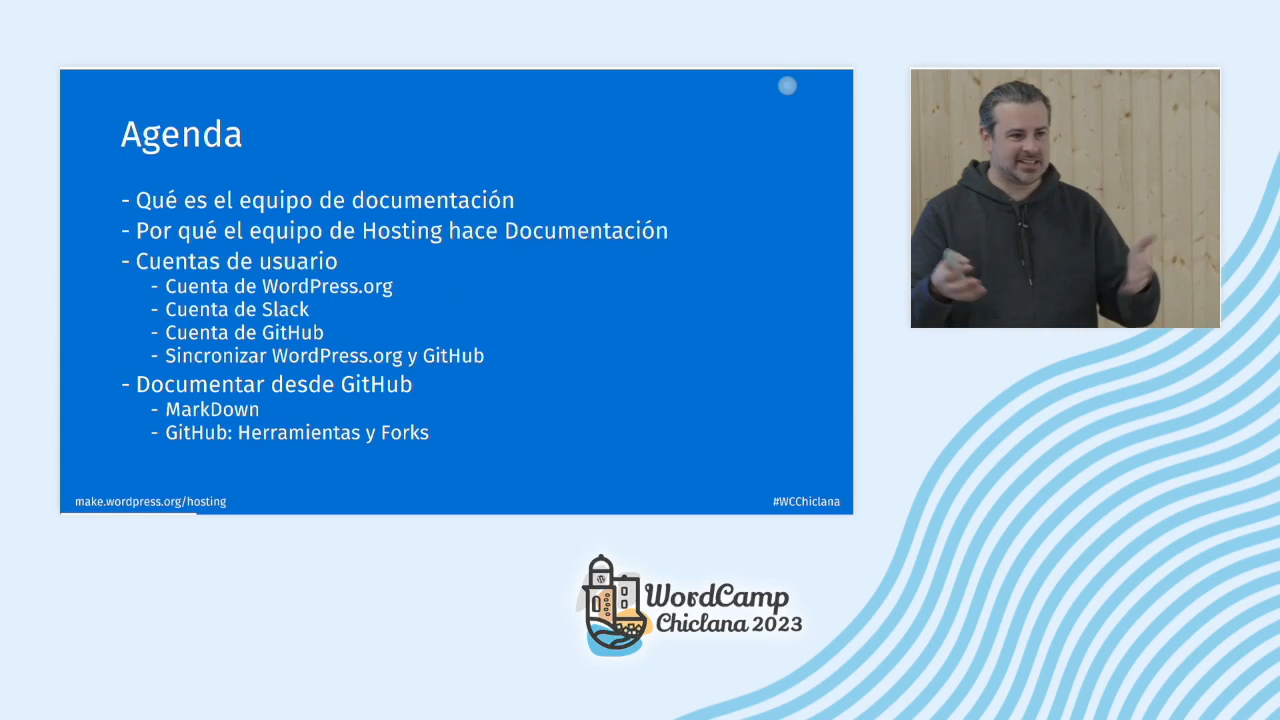 Agenda
- Qué es el equipo de documentación
- Por qué el equipo de Hosting hace Documentación
- Cuentas de usuario
- Cuenta de WordPress.org
- Cuenta de Slack
- Cuenta de GitHub
- Sincronizar WordPress.org y GitHub
- Documentar desde GitHub
- MarkDown
- GitHub: Herramientas y Forks
make.wordpress.org/hosting
#WCChiclana
WordCamp
Chiclana 2023